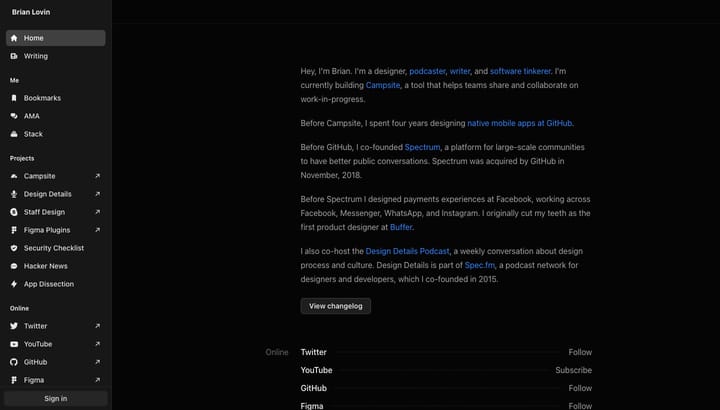 Brian Lovin
Home
Writing
Me
Bookmarks
AMA
Stack
Projects
Campsite
Design Details
Staff Design
Figma Plugins
Security Checklist
Hacker News
App Dissection
Online
Twitter
YouTube
GitHub
Figma
Sign in
Hey, I'm Brian. I'm a designer, podcaster, writer, and software tinkerer. I'm
currently building Campsite, a tool that helps teams share and collaborate on
work-in-progress.
Before Campsite, I spent four years designing native mobile apps at GitHub.
Before GitHub, I co-founded Spectrum, a platform for large-scale communities
to have better public conversations. Spectrum was acquired by GitHub in
November, 2018.
Before Spectrum I designed payments experiences at Facebook, working across
Facebook, Messenger, WhatsApp, and Instagram. I originally cut my teeth as the
first product designer at Buffer.
I also co-host the Design Details Podcast, a weekly conversation about design
process and culture. Design Details is part of Spec.fm, a podcast network for
designers and developers, which I co-founded in 2015.
View changelog
Online Twitter Follow
YouTube Subscribe
GitHub Follow
Figma Follow